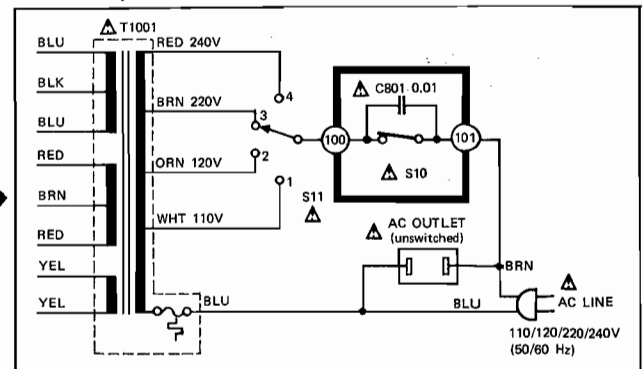 T1001
BLU
BLK
BLU
RED
BRN
RED
YEL
YEL
RED 240V
BRN 220V
ORN 120V
WHT 110V
BLU
4
3
2
1
S11
C801 0.01
100
101
S10
AC OUTLET
(unswitched)
BRN
BLU
AC LINE
110/120/220/240V
(50/60 Hz)